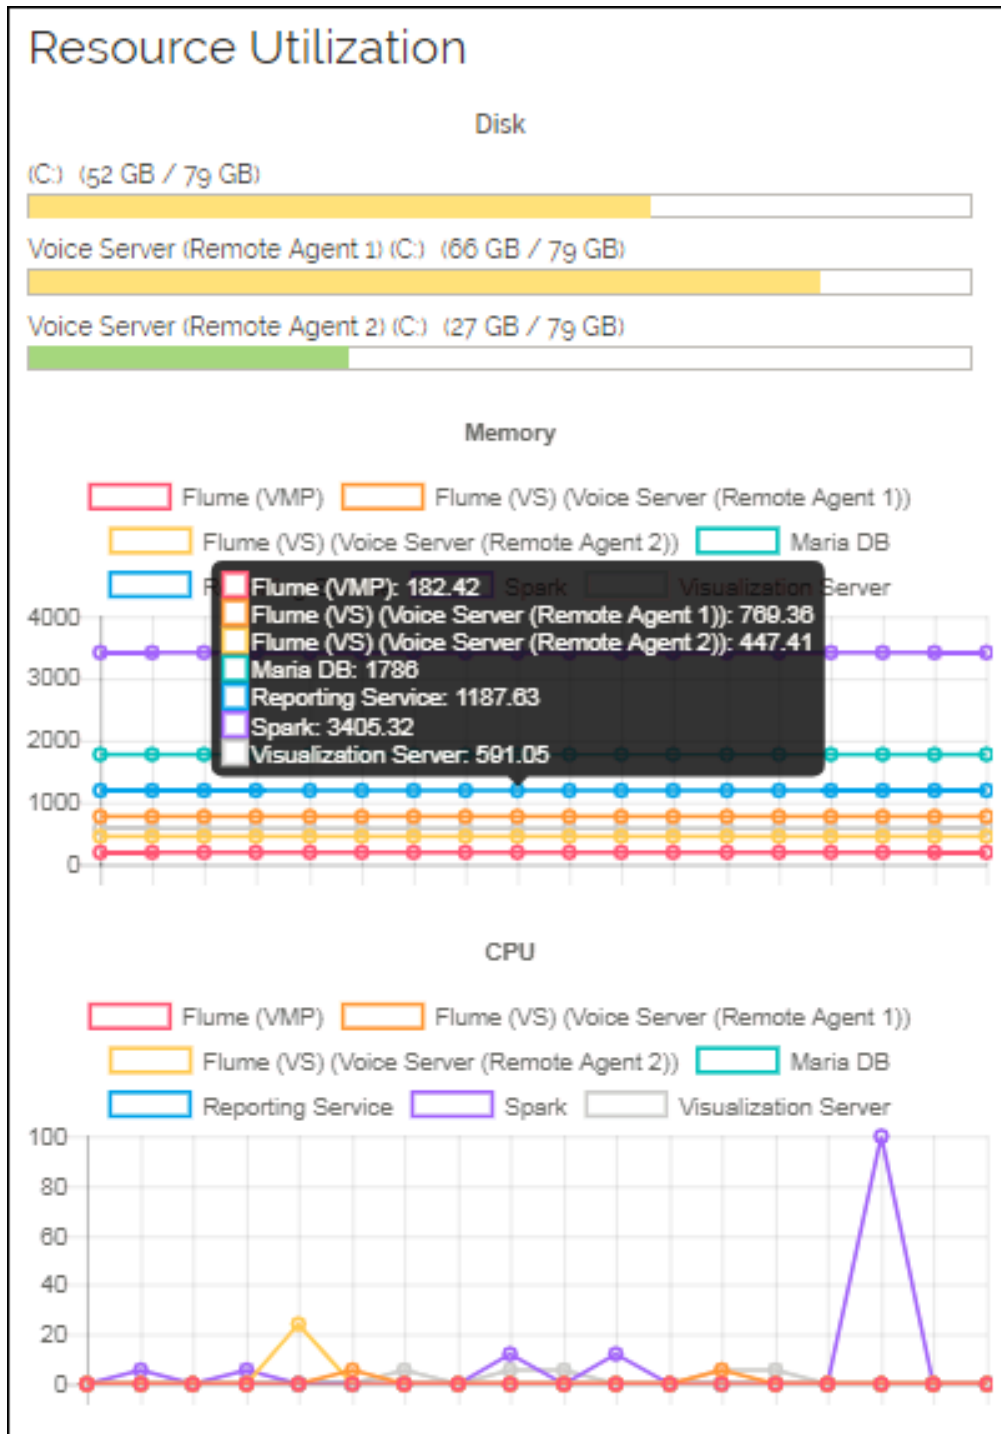 Resource Utilization
Disk
(C:) (52 GB / 79 GB)
Voice Server (Remote Agent 1) (C:) (66 GB / 79 GB)
Voice Server (Remote Agent 2) (C:) (27 GB / 79 GB)
Memory
Flume (VMP) Flume (VS) (Voice Server (Remote Agent 1))
Flume (VS) (Voice Server (Remote Agent 2)) Maria DB
Spark Visualization Server
Flume (VMP): 182.42
Flume (VS) (Voice Server (Remote Agent 1)): 769.36
Flume (VS) (Voice Server (Remote Agent 2)): 447.41
Maria DB: 1786
Reporting Service: 1187.63
Spark: 3405.32
Visualization Server: 591.05
4000
3000
2000
1000
0
CPU
Flume (VMP) Flume (VS) (Voice Server (Remote Agent 1))
Flume (VS) (Voice Server (Remote Agent 2)) Maria DB
Reporting Service Spark Visualization Server
100
80
60
40
20
0